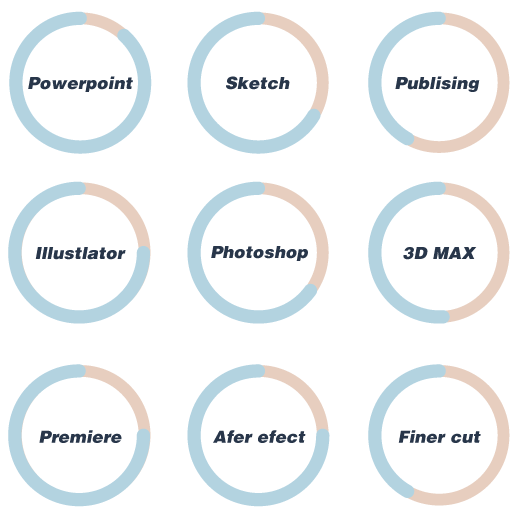 Powerpoint
Sketch
Publising
Illustlator
Photoshop
3D MAX
Premiere
Afer efect
Finer cut